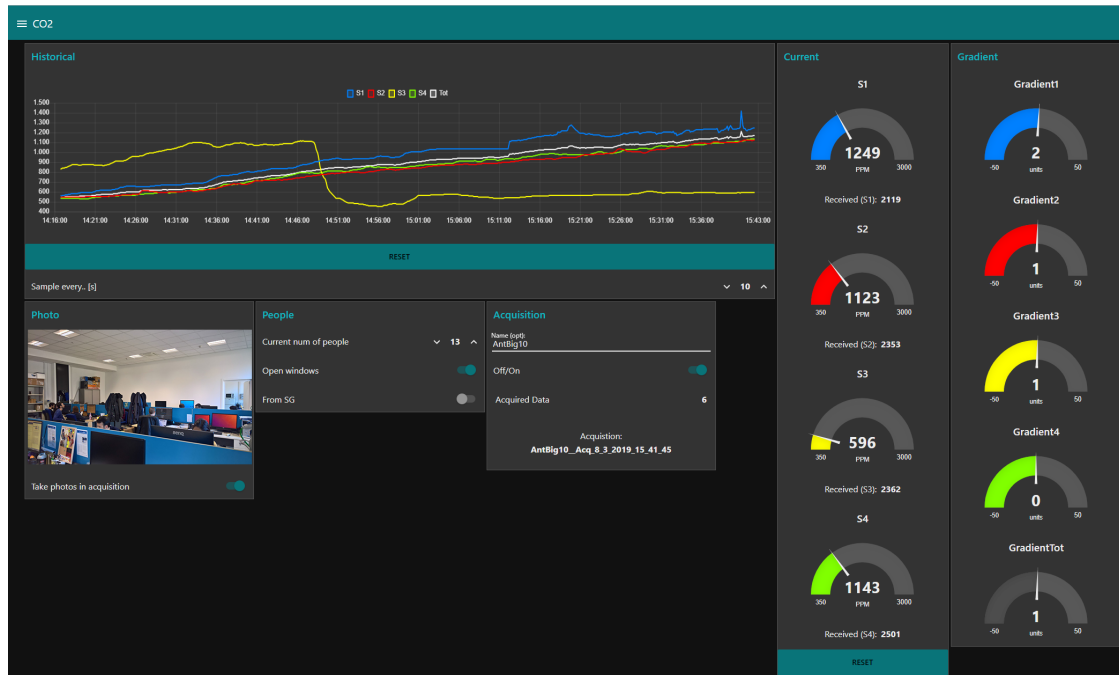 CO2
Historical
S1 S2 S3 S4 Tot
1.500
1.400
1.300
1.200
1.100
1.000
900
800
700
600
500
400
14:16:00 14:21:00 14:26:00 14:31:00 14:36:00 14:41:00 14:46:00 14:51:00 14:56:00 15:01:00 15:06:00 15:11:00 15:16:00 15:21:00 15:26:00 15:31:00 15:36:00 15:43:00
RESET
Sample every.. [s] 10
Photo
Take photos in acquisition
People
Current num of people 13
Open windows
From SG
Acquisition
Name (opt):
AntBig10
Off/On
Acquired Data 6
Acquistion:
AntBig10__Acq_8_3_2019_15_41_45
Current
S1
1249
350 PPM 3000
Received (S1): 2119
S2
1123
350 PPM 3000
Received (S2): 2353
S3
596
350 PPM 3000
Received (S3): 2362
S4
1143
350 PPM 3000
Received (S4): 2501
RESET
Gradient
Gradient1
2
-50 units 50
Gradient2
1
-50 units 50
Gradient3
1
-50 units 50
Gradient4
0
-50 units 50
GradientTot
1
-50 units 50